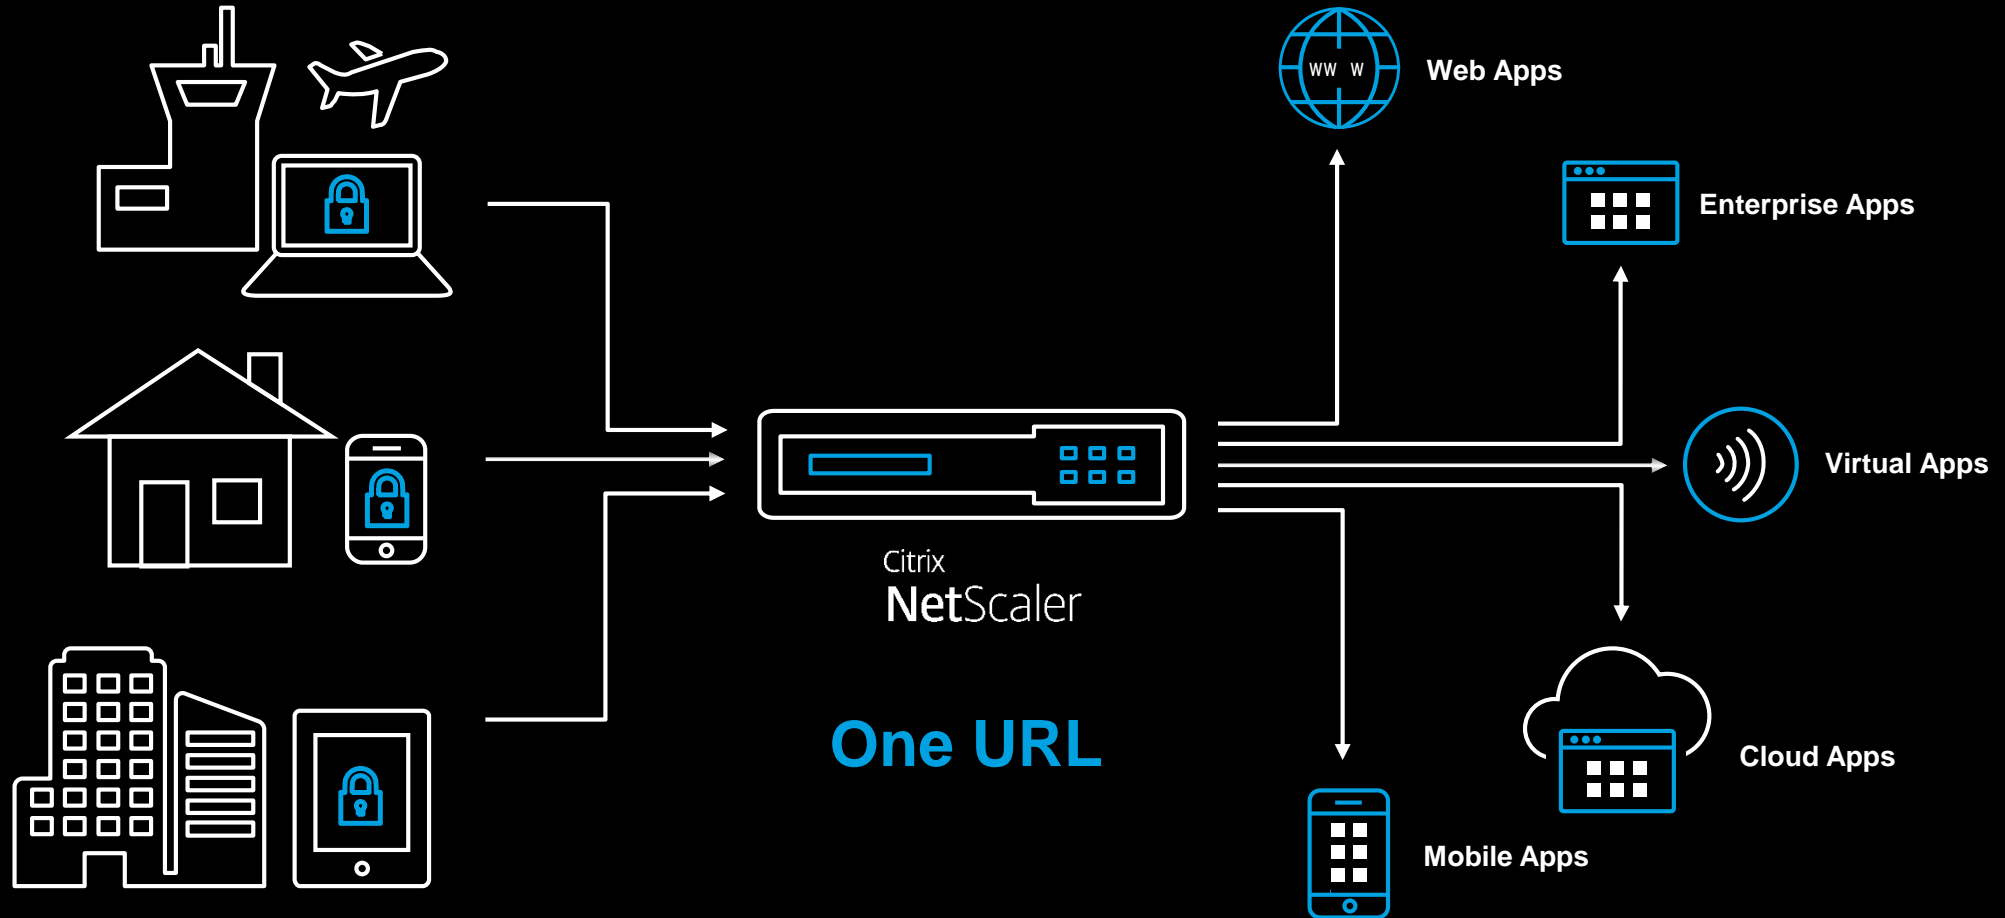 WW W
Web Apps
Enterprise Apps
Virtual Apps
Citrix
NetScaler
One URL
Cloud Apps
Mobile Apps